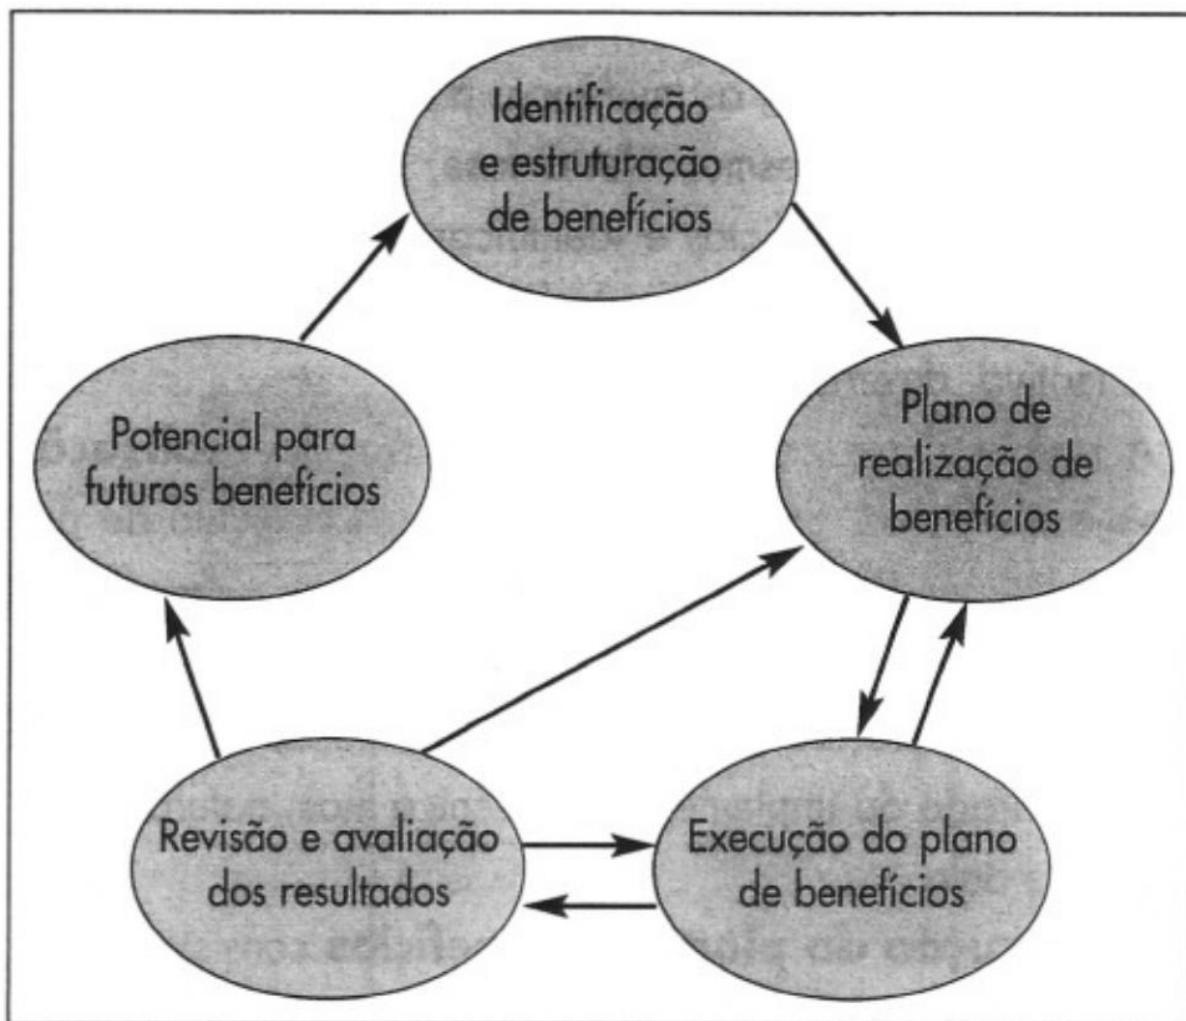 Identificação
e estruturação
de benefícios
Plano de
realização de
benefícios
Potencial para
futuros benefícios
Revisão e avaliação
dos resultados
Execução do plano
de benefícios